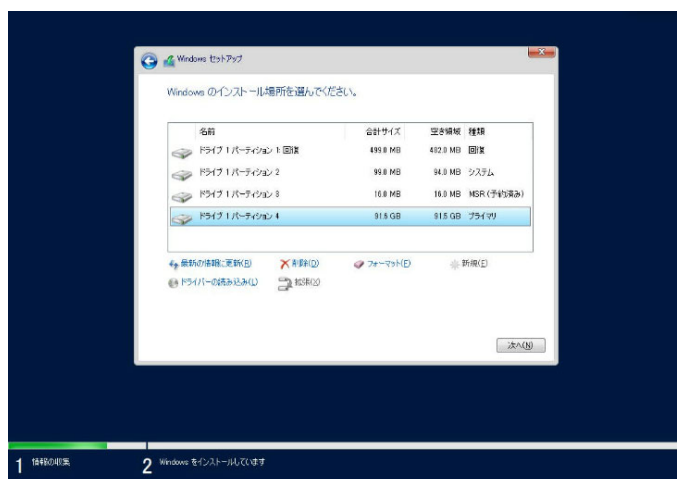 Windows セットアップ
Windows のインストール場所を選んでください。
名前 合計サイズ 空き領域 種類
ドライブ 1 パーティション 1: 回復 499.0 MB 482.0 MB 回復
ドライブ 1 パーティション 2 99.0 MB 94.0 MB システム
ドライブ 1 パーティション 3 16.0 MB 16.0 MB MSR (予約済み)
ドライブ 1 パーティション 4 91.5 GB 91.5 GB プライマリ
最新の情報に更新(R) 削除(D) フォーマット(F) 新規(E)
ドライバーの読み込み(L) 拡張(X)
次へ(N)
1 情報の収集 2 Windows をインストールしています